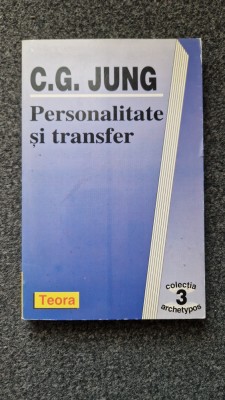 C.G. JUNG
Personalitate
și transfer
Teora
colecția
3
archetypos